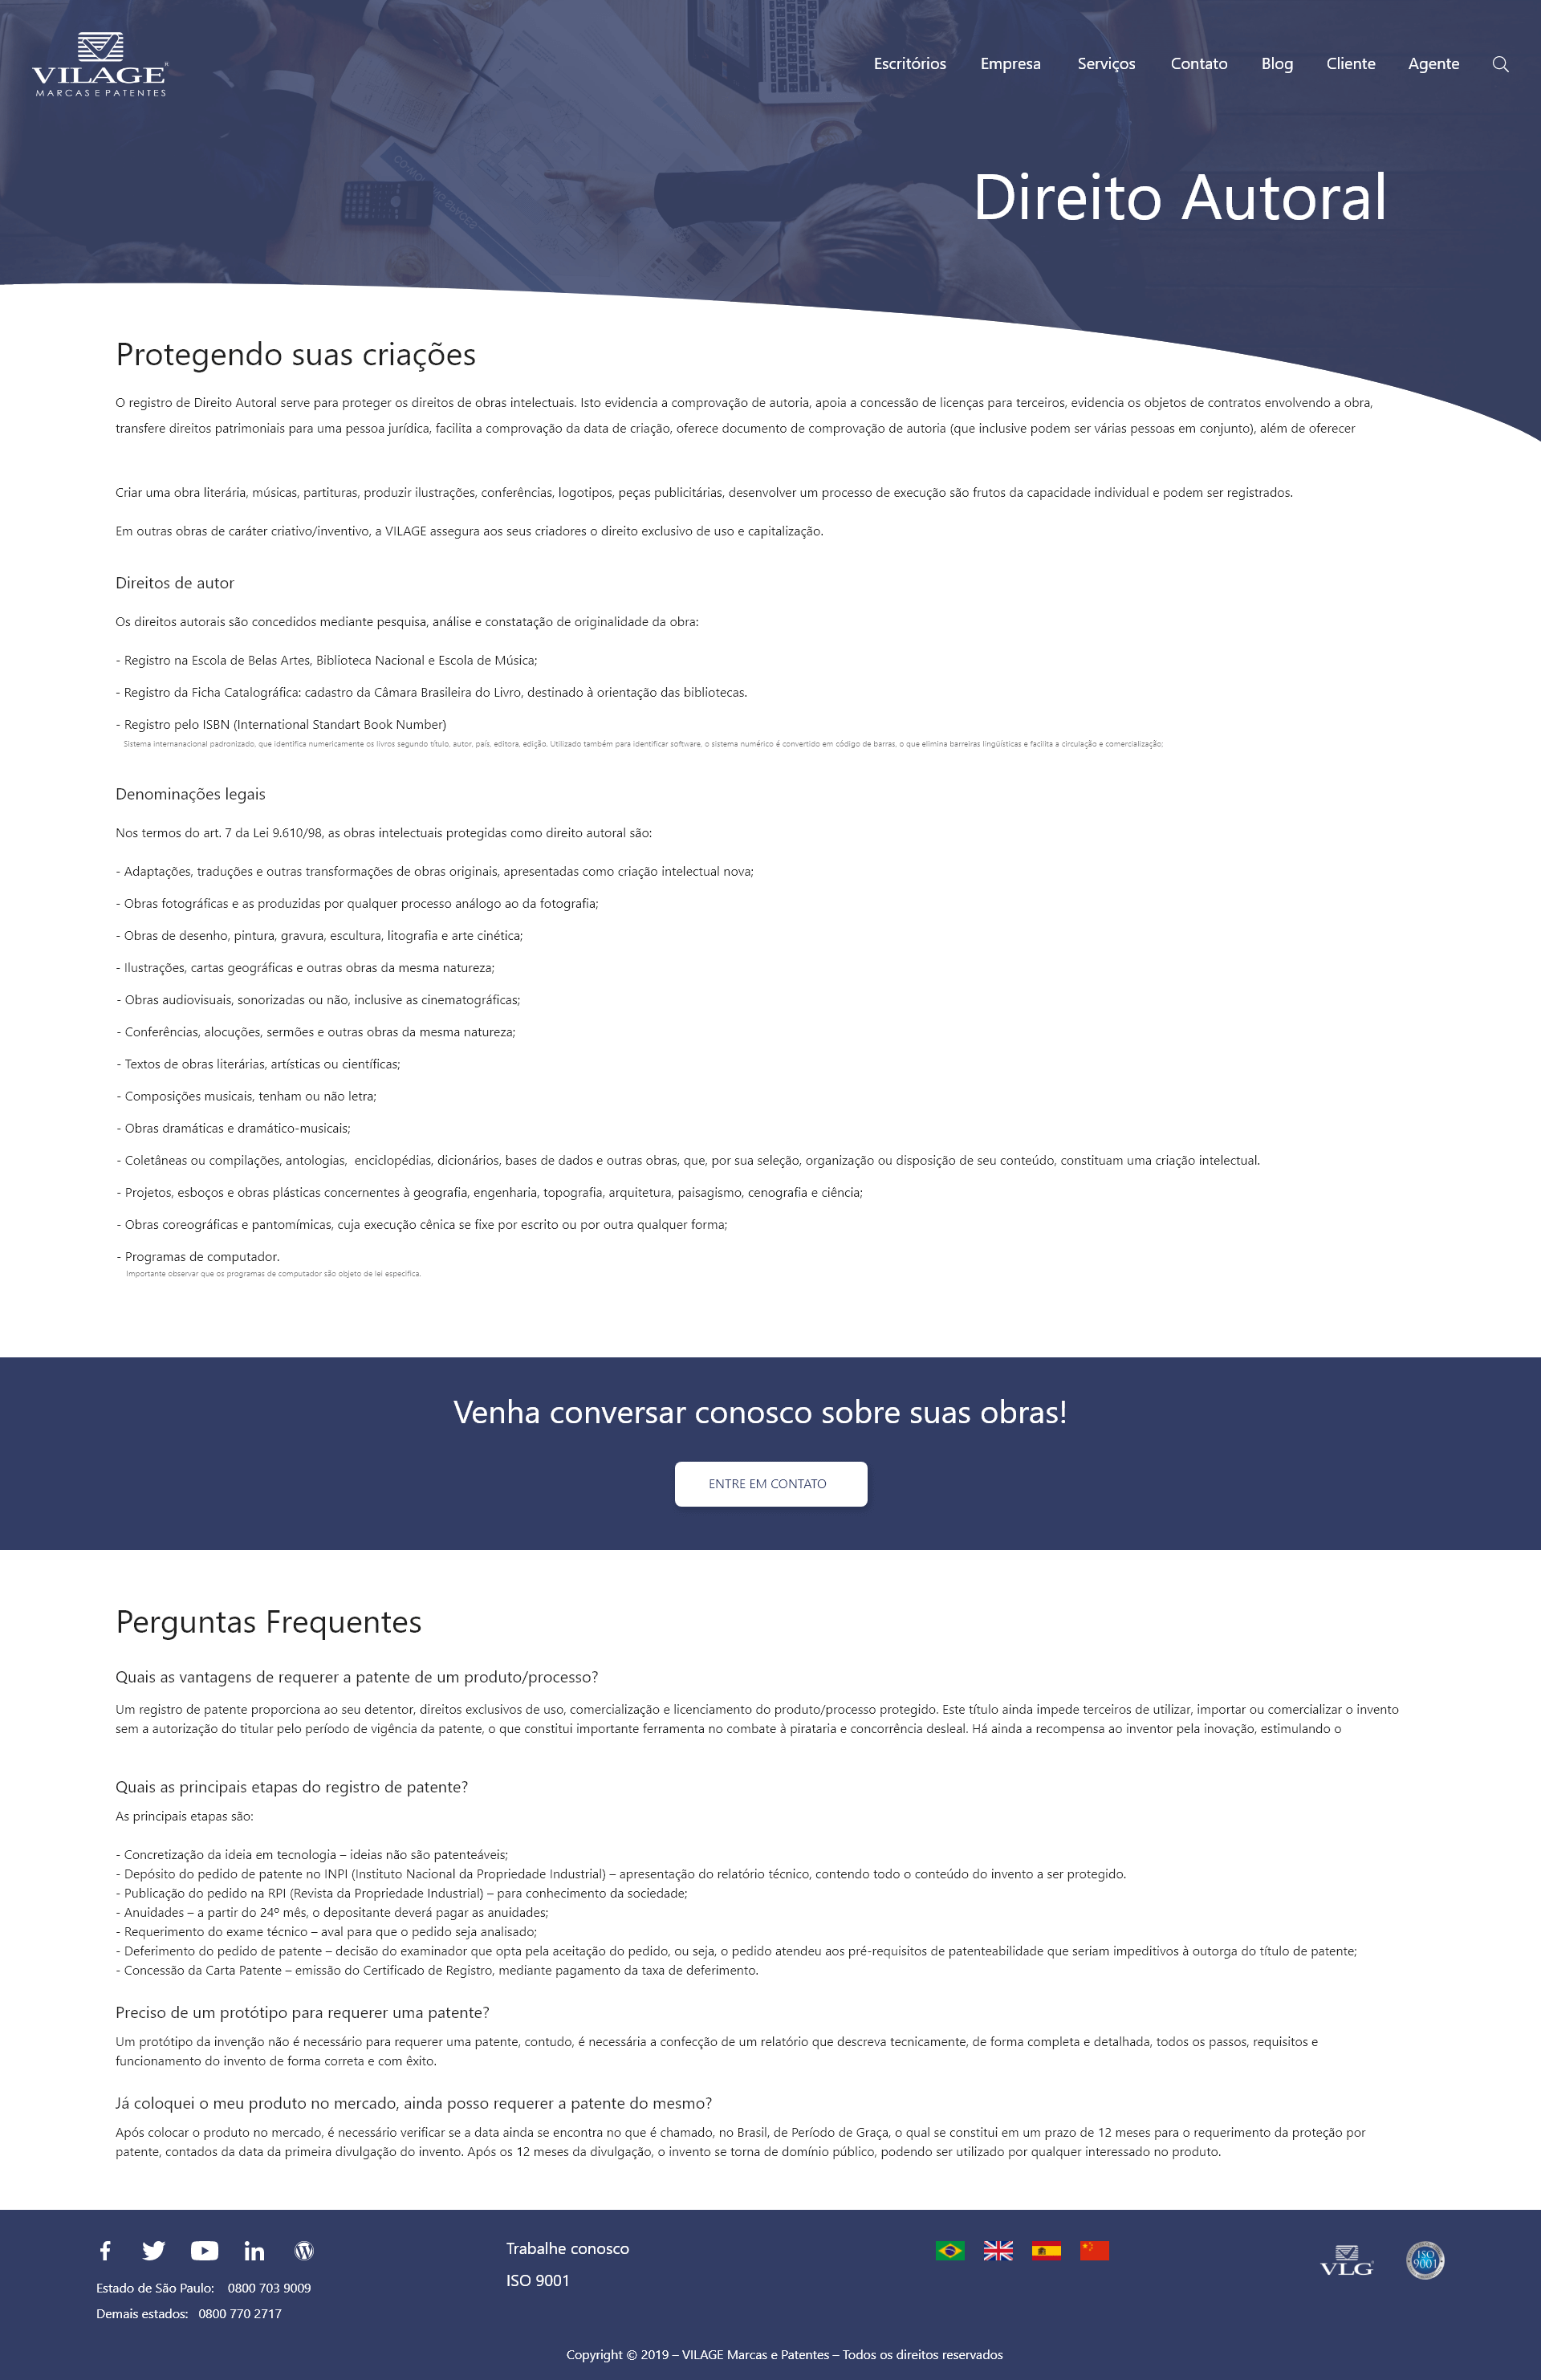 VILAGE®
MARCAS E PATENTES
Escritórios Empresa Serviços Contato Blog Cliente Agente
Direito Autoral
Protegendo suas criações
O registro de Direito Autoral serve para proteger os direitos de obras intelectuais. Isto evidencia a comprovação de autoria, apoia a concessão de licenças para terceiros, evidencia os objetos de contratos envolvendo a obra,
transfere direitos patrimoniais para uma pessoa jurídica, facilita a comprovação da data de criação, oferece documento de comprovação de autoria (que inclusive podem ser várias pessoas em conjunto), além de oferecer
Criar uma obra literária, músicas, partituras, produzir ilustrações, conferências, logotipos, peças publicitárias, desenvolver um processo de execução são frutos da capacidade individual e podem ser registrados.
Em outras obras de caráter criativo/inventivo, a VILAGE assegura aos seus criadores o direito exclusivo de uso e capitalização.
Direitos de autor
Os direitos autorais são concedidos mediante pesquisa, análise e constatação de originalidade da obra:
- Registro na Escola de Belas Artes, Biblioteca Nacional e Escola de Música;
- Registro da Ficha Catalográfica: cadastro da Câmara Brasileira do Livro, destinado à orientação das bibliotecas.
- Registro pelo ISBN (International Standart Book Number)
Sistema internanacional padronizado, que identifica numericamente os livros segundo título, autor, país, editora, edição, Utilizado também para identificar software, o sistema numérico é convertido em código de barras, o que elimina barreiras lingüísticas e facilita a circulação e comercialização;
Denominações legais
Nos termos do art. 7 da Lei 9.610/98, as obras intelectuais protegidas como direito autoral são:
- Adaptações, traduções e outras transformações de obras originais, apresentadas como criação intelectual nova;
- Obras fotográficas e as produzidas por qualquer processo análogo ao da fotografia;
- Obras de desenho, pintura, gravura, escultura, litografia e arte cinética;
- Ilustrações, cartas geográficas e outras obras da mesma natureza;
- Obras audiovisuais, sonorizadas ou não, inclusive as cinematográficas;
- Conferências, alocuções, sermões e outras obras da mesma natureza;
- Textos de obras literárias, artísticas ou científicas;
- Composições musicais, tenham ou não letra;
- Obras dramáticas e dramático-musicais;
- Coletâneas ou compilações, antologias,  enciclopédias, dicionários, bases de dados e outras obras, que, por sua seleção, organização ou disposição de seu conteúdo, constituam uma criação intelectual.
- Projetos, esboços e obras plásticas concernentes à geografia, engenharia, topografia, arquitetura, paisagismo, cenografia e ciência;
- Obras coreográficas e pantomímicas, cuja execução cênica se fixe por escrito ou por outra qualquer forma;
- Programas de computador.
Importante observar que os programas de computador são objeto de lei específica.
Venha conversar conosco sobre suas obras!
ENTRE EM CONTATO
Perguntas Frequentes
Quais as vantagens de requerer a patente de um produto/processo?
Um registro de patente proporciona ao seu detentor, direitos exclusivos de uso, comercialização e licenciamento do produto/processo protegido. Este título ainda impede terceiros de utilizar, importar ou comercializar o invento
sem a autorização do titular pelo período de vigência da patente, o que constitui importante ferramenta no combate à pirataria e concorrência desleal. Há ainda a recompensa ao inventor pela inovação, estimulando o
Quais as principais etapas do registro de patente?
As principais etapas são:
- Concretização da ideia em tecnologia – ideias não são patenteáveis;
- Depósito do pedido de patente no INPI (Instituto Nacional da Propriedade Industrial) – apresentação do relatório técnico, contendo todo o conteúdo do invento a ser protegido.
- Publicação do pedido na RPI (Revista da Propriedade Industrial) – para conhecimento da sociedade;
- Anuidades – a partir do 24º mês, o depositante deverá pagar as anuidades;
- Requerimento do exame técnico – aval para que o pedido seja analisado;
- Deferimento do pedido de patente – decisão do examinador que opta pela aceitação do pedido, ou seja, o pedido atendeu aos pré-requisitos de patenteabilidade que seriam impeditivos à outorga do título de patente;
- Concessão da Carta Patente – emissão do Certificado de Registro, mediante pagamento da taxa de deferimento.
Preciso de um protótipo para requerer uma patente?
Um protótipo da invenção não é necessário para requerer uma patente, contudo, é necessária a confecção de um relatório que descreva tecnicamente, de forma completa e detalhada, todos os passos, requisitos e
funcionamento do invento de forma correta e com êxito.
Já coloquei o meu produto no mercado, ainda posso requerer a patente do mesmo?
Após colocar o produto no mercado, é necessário verificar se a data ainda se encontra no que é chamado, no Brasil, de Período de Graça, o qual se constitui em um prazo de 12 meses para o requerimento da proteção por
patente, contados da data da primeira divulgação do invento. Após os 12 meses da divulgação, o invento se torna de domínio público, podendo ser utilizado por qualquer interessado no produto.
Trabalhe conosco
ISO 9001
VLG®
ISO
9001
Estado de São Paulo: 0800 703 9009
Demais estados: 0800 770 2717
Copyright © 2019 – VILAGE Marcas e Patentes – Todos os direitos reservados